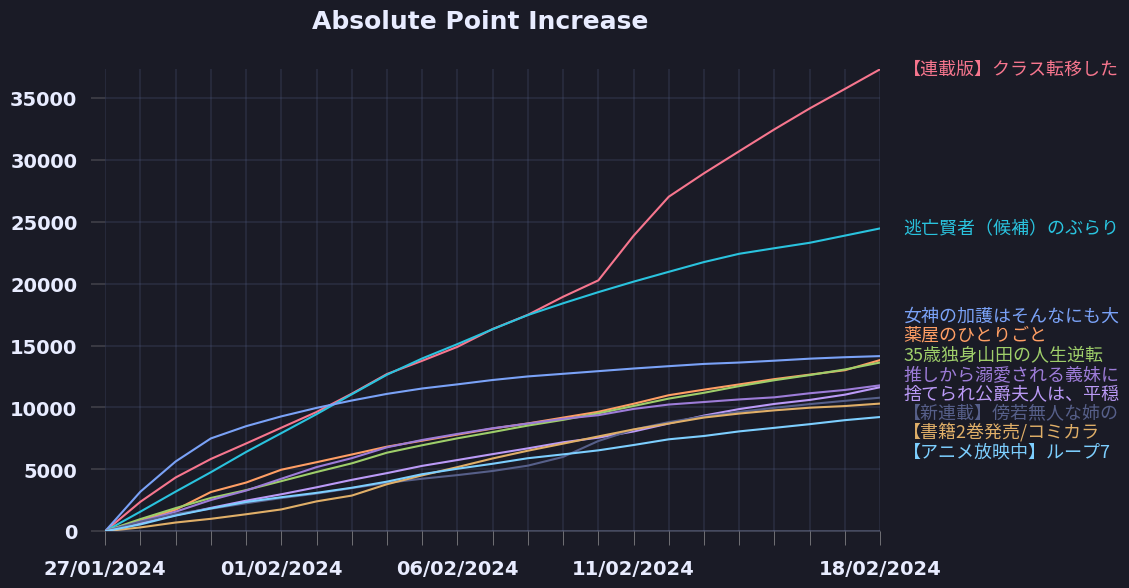 Absolute Point Increase
35000
30000
25000
20000
15000
10000
5000
0
27/01/2024
01/02/2024
06/02/2024
11/02/2024
18/02/2024
【連載版】クラス転移した
逃亡賢者（候補）のぶらり
女神の加護はそんなにも大
薬屋のひとりごと
35歳独身山田の人生逆転
推しから溺愛される義妹に
捨てられ公爵夫人は、平穏
【新連載】傍若無人な姉の
【書籍2巻発売/コミカラ
【アニメ放映中】ループ7